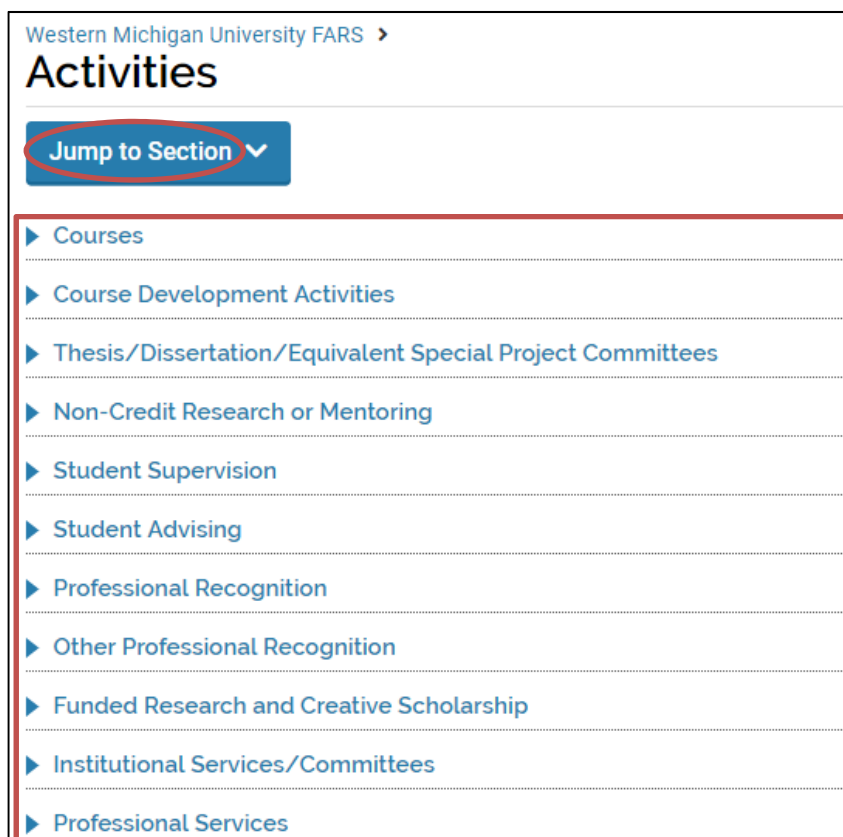 Western Michigan University FARS >
Activities
Jump to Section
Courses
Course Development Activities
Thesis/Dissertation/Equivalent Special Project Committees
Non-Credit Research or Mentoring
Student Supervision
Student Advising
Professional Recognition
Other Professional Recognition
Funded Research and Creative Scholarship
Institutional Services/Committees
Professional Services